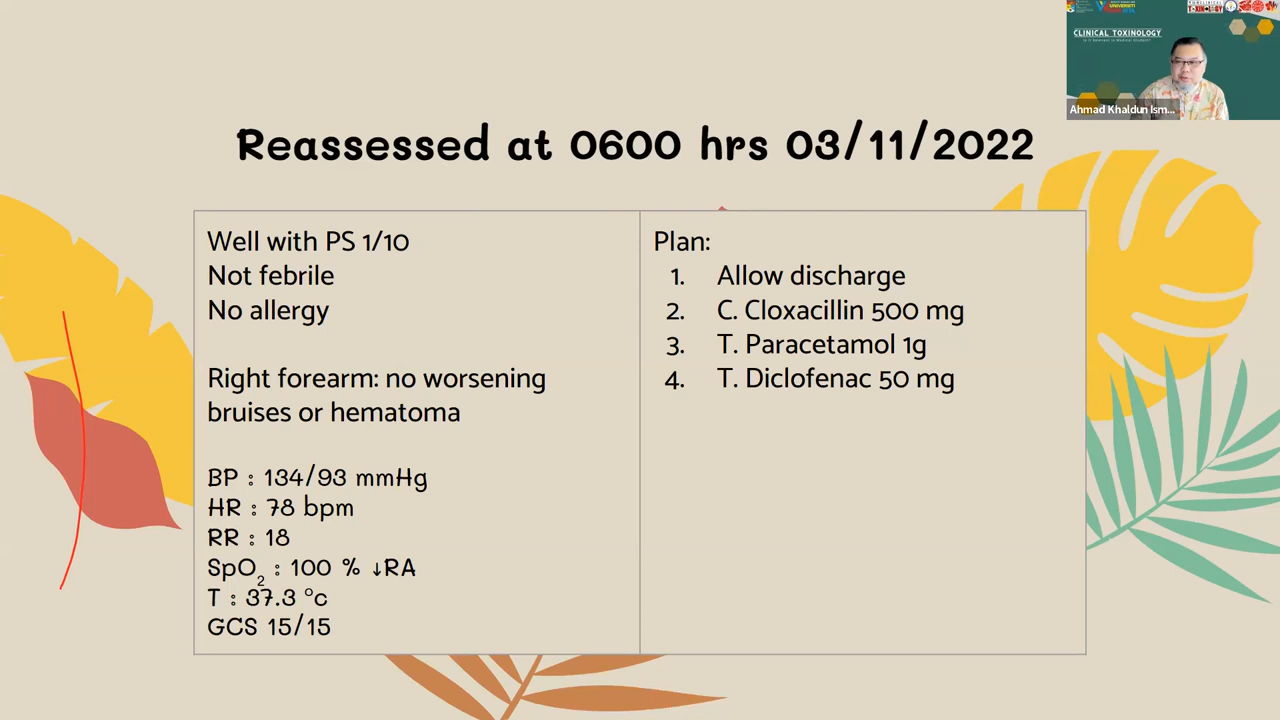 CLINICAL TOXINOLOGY
Ahmad Khaldun Ism...
Reassessed at 0600 hrs 03/11/2022
Well with PS 1/10
Not febrile
No allergy
Right forearm: no worsening
bruises or hematoma
BP : 134/93 mmHg
HR : 78 bpm
RR : 18
SpO2 : 100 % ↓RA
T : 37.3 °c
GCS 15/15
Plan:
1. Allow discharge
2. C. Cloxacillin 500 mg
3. T. Paracetamol 1g
4. T. Diclofenac 50 mg